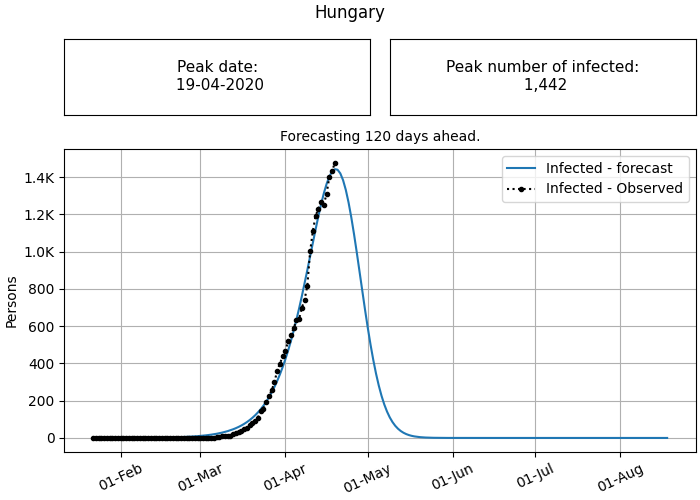 Hungary
Peak date:
19-04-2020
Peak number of infected:
1,442
Forecasting 120 days ahead.
Infected - forecast
Infected - Observed
Persons
1.4K
1.2K
1.0K
800
600
400
200
0
01-Feb
01-Mar
01-Apr
01-May
01-Jun
01-Jul
01-Aug